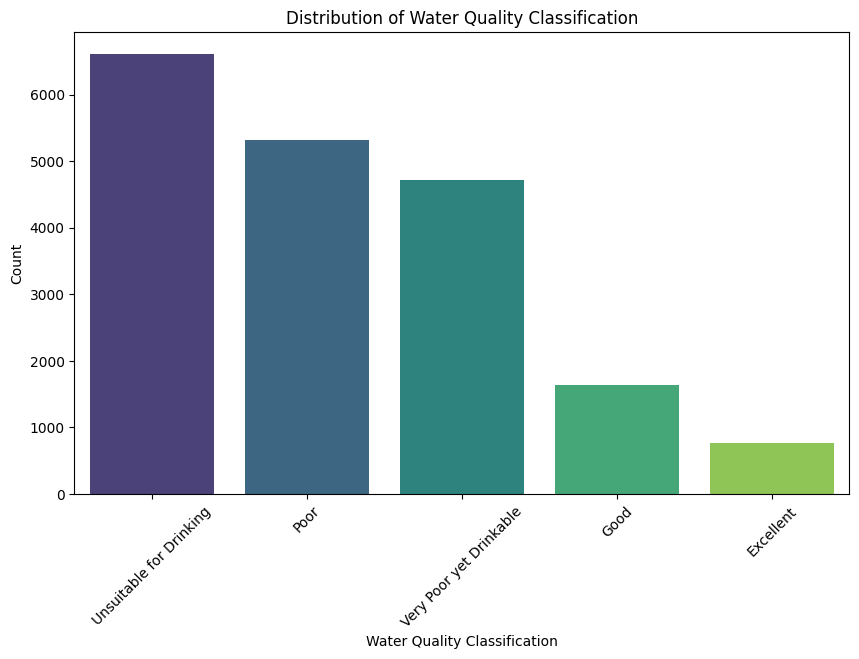 Distribution of Water Quality Classification
Count
6000
5000
4000
3000
2000
1000
0
Unsuitable for Drinking
Poor
Very Poor yet Drinkable
Good
Excellent
Water Quality Classification